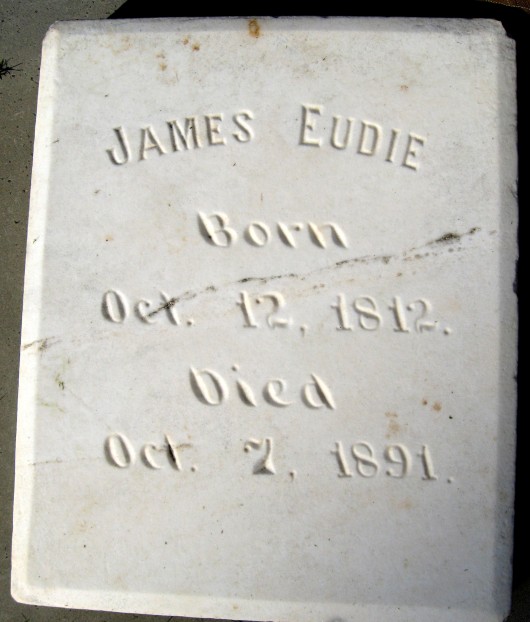 JAMES EUDIE
Born
Oct. 12, 1812.
Died
Oct. 7, 1891.